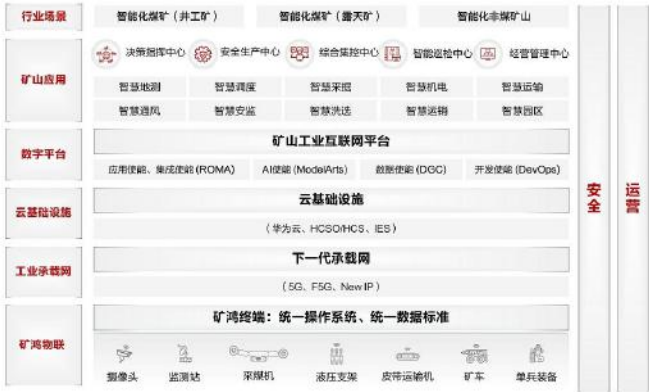 行业场景
智能化煤矿（井工矿） 智能化煤矿（露天矿） 智能化非煤矿山
矿山应用
决策指挥中心 安全生产中心 综合集控中心 智能巡检中心 经营管理中心
智慧地测 智慧调度 智慧采掘 智慧机电 智慧运输
智慧通风 智慧安监 智慧洗选 智慧运销 智慧园区
数字平台
矿山工业互联网平台
应用使能、集成使能 (ROMA) AI使能 (ModelArts) 数据使能 (DGC) 开发使能 (DevOps)
云基础设施
云基础设施
（华为云、HCSO/HCS、IES）
工业承载网
下一代承载网
（5G、F5G、New IP）
矿鸿物联
矿鸿终端：统一操作系统、统一数据标准
摄像头 监测站 采煤机 液压支架 皮带运输机 矿车 单兵装备
安全
运营